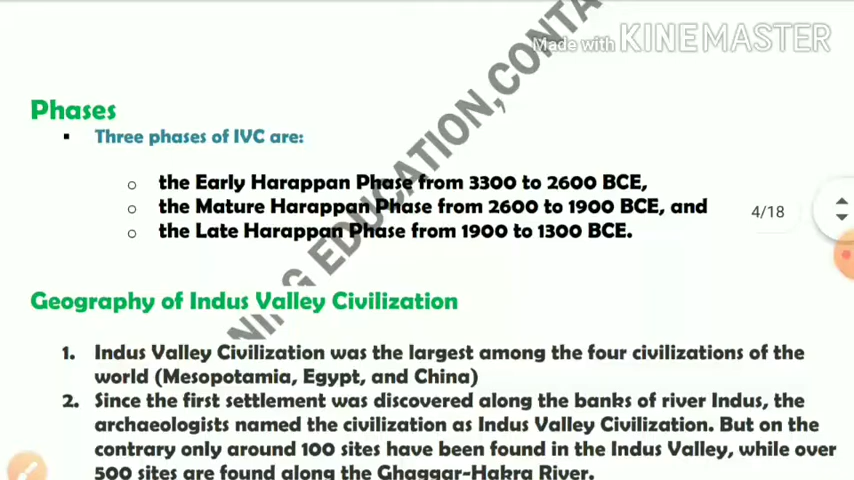 Made with KINEMASTER
NING EDUCATION, CONTA
Phases
▪ Three phases of IVC are:
o the Early Harappan Phase from 3300 to 2600 BCE,
o the Mature Harappan Phase from 2600 to 1900 BCE, and
o the Late Harappan Phase from 1900 to 1300 BCE.
4/18
Geography of Indus Valley Civilization
1. Indus Valley Civilization was the largest among the four civilizations of the
world (Mesopotamia, Egypt, and China)
2. Since the first settlement was discovered along the banks of river Indus, the
archaeologists named the civilization as Indus Valley Civilization. But on the
contrary only around 100 sites have been found in the Indus Valley, while over
500 sites are found along the Ghaggar-Hakra River.